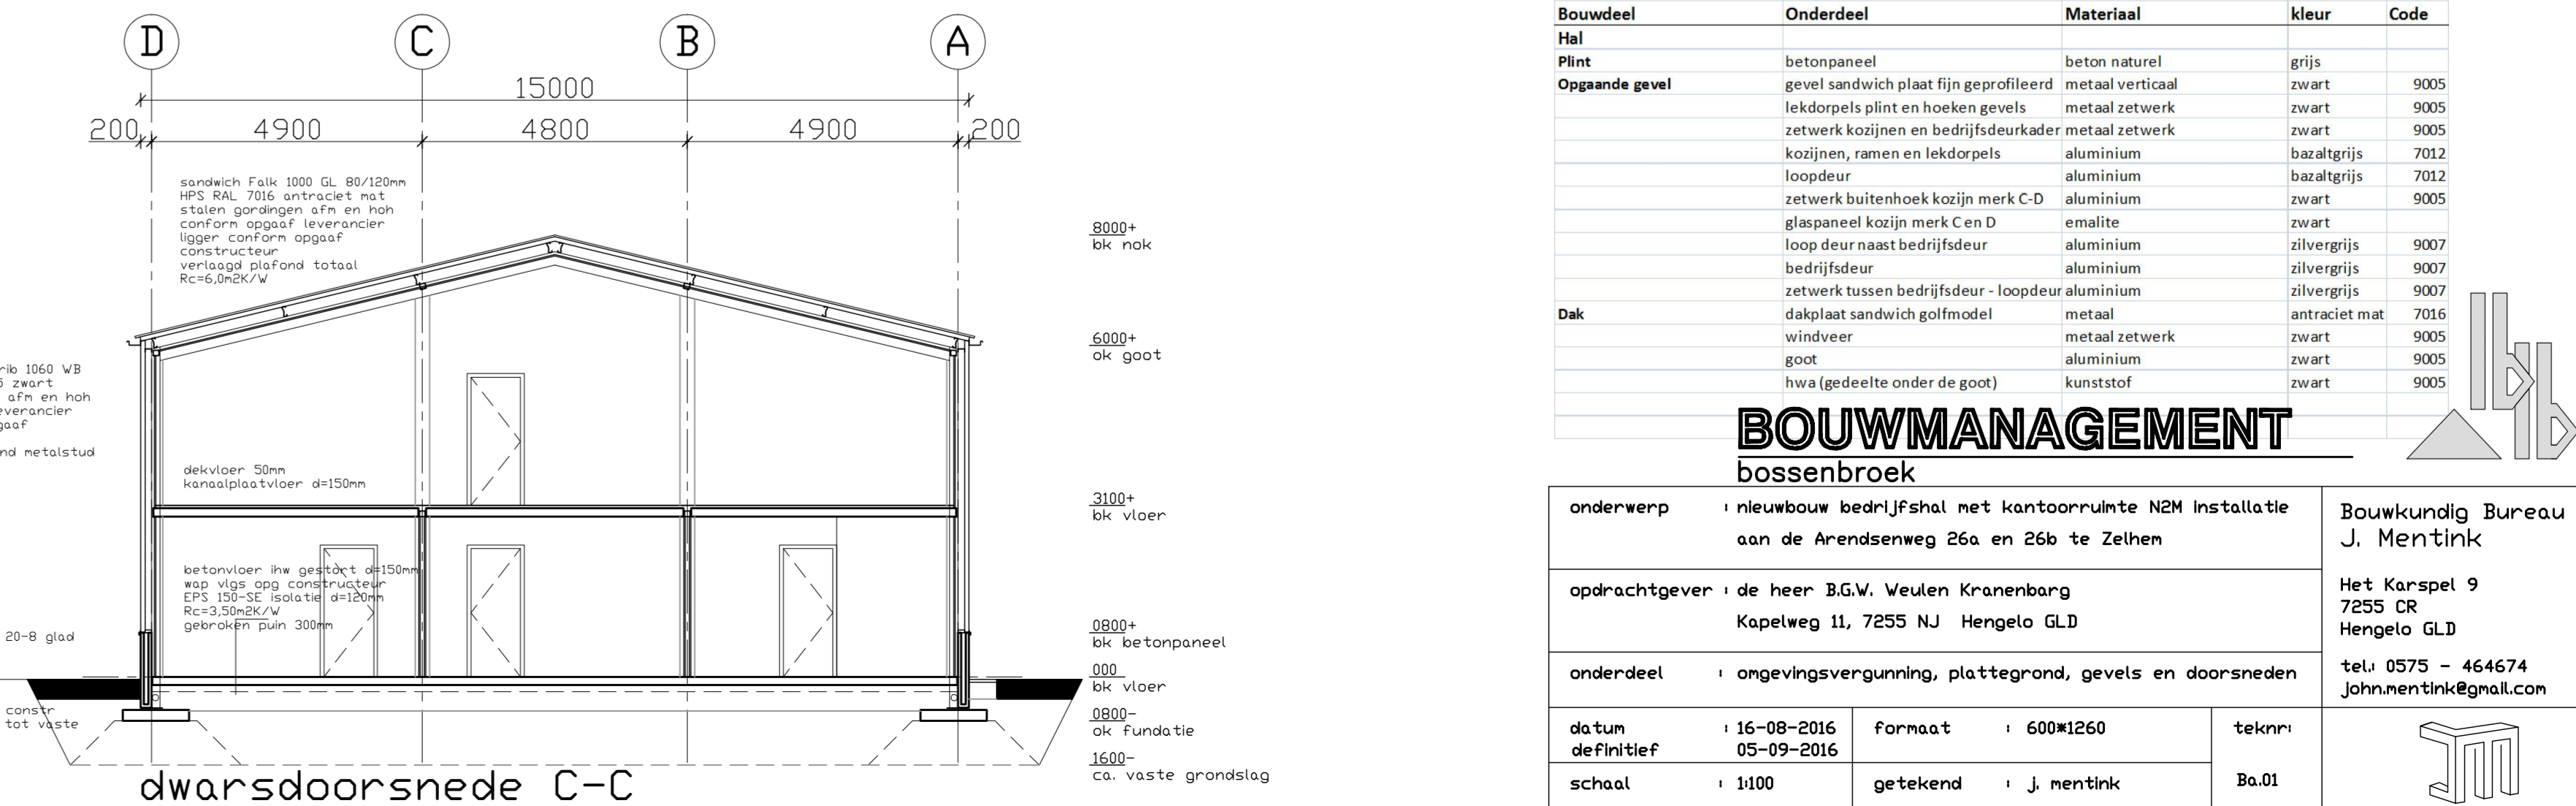 D C B A
15000
200 4900 4800 4900 200
sandwich Falk 1000 GL 80/120mm
HPS RAL 7016 antraciet mat
stalen gordingen afm en hoh
conform opgaaf leverancier
ligger conform opgaaf
constructeur
verlaagd plafond totaal
Rc=6,0m2K/W
rib 1060 WB
zwart
afm en hoh
everancier
gaaf
nd metalstud
dekvloer 50mm
kanaalplaatvloer d=150mm
betonvloer ihw gestort d=150mm
wap vlgs opg constructeur
EPS 150-SE isolatie d=120mm
Rc=3,50m2K/W
gebroken puin 300mm
20-8 glad
constr
tot vaste
8000+
bk nok
6000+
ok goot
3100+
bk vloer
0800+
bk betonpaneel
000
bk vloer
0800-
ok fundatie
1600-
ca. vaste grondslag
dwarsdoorsnede C-C
Bouwdeel Onderdeel Materiaal kleur Code
Hal
Plint betonpaneel beton naturel grijs
Opgaande gevel gevel sandwich plaat fijn geprofileerd metaal verticaal zwart 9005
lekdorpels plint en hoeken gevels metaal zetwerk zwart 9005
zetwerk kozijnen en bedrijfsdeurkader metaal zetwerk zwart 9005
kozijnen, ramen en lekdorpels aluminium bazaltgrijs 7012
loopdeur aluminium bazaltgrijs 7012
zetwerk buitenhoek kozijn merk C-D aluminium zwart 9005
glaspaneel kozijn merk C en D emalite zwart
loop deur naast bedrijfsdeur aluminium zilvergrijs 9007
bedrijfsdeur aluminium zilvergrijs 9007
zetwerk tussen bedrijfsdeur - loopdeur aluminium zilvergrijs 9007
Dak dakplaat sandwich golfmodel metaal antraciet mat 7016
windveer metaal zetwerk zwart 9005
goot aluminium zwart 9005
hwa (gedeelte onder de goot) kunststof zwart 9005
BOUWMANAGEMENT
bossenbroek
onderwerp : nieuwbouw bedrijfshal met kantoorruimte N2M installatie
aan de Arendsenweg 26a en 26b te Zelhem
opdrachtgever : de heer B.G.W. Weulen Kranenbarg
Kapelweg 11, 7255 NJ Hengelo GLD
onderdeel : omgevingsvergunning, plattegrond, gevels en doorsneden
datum : 16-08-2016
definitief 05-09-2016
formaat : 600*1260
teknr:
Ba.01
schaal : 1:100
getekend : j. mentink
Bouwkundig Bureau
J. Mentink
Het Karspel 9
7255 CR
Hengelo GLD
tel.: 0575 - 464674
john.mentink@gmail.com